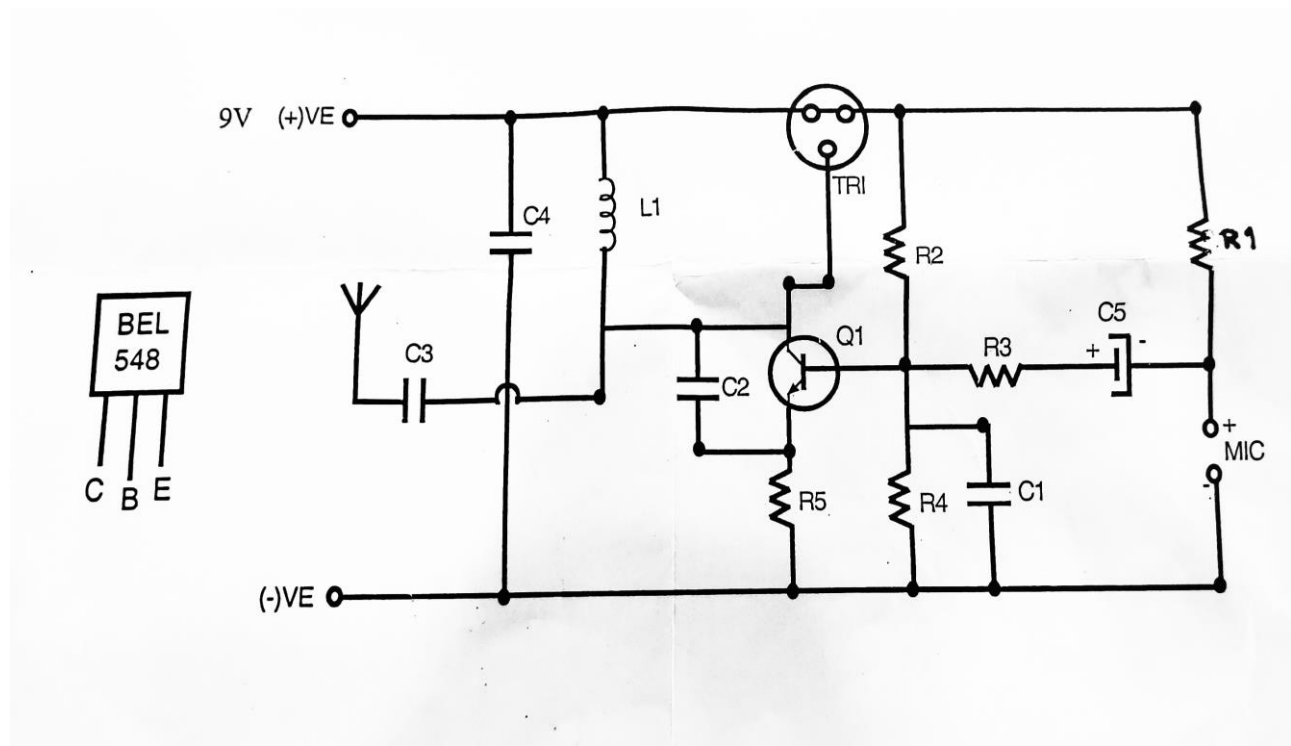 9V (+)VE
C4
L1
TRI
R2
R1
BEL
548
C B E
C3
C2
Q1
R3
+ C5 -
+
MIC
-
R5
R4
C1
(-)VE